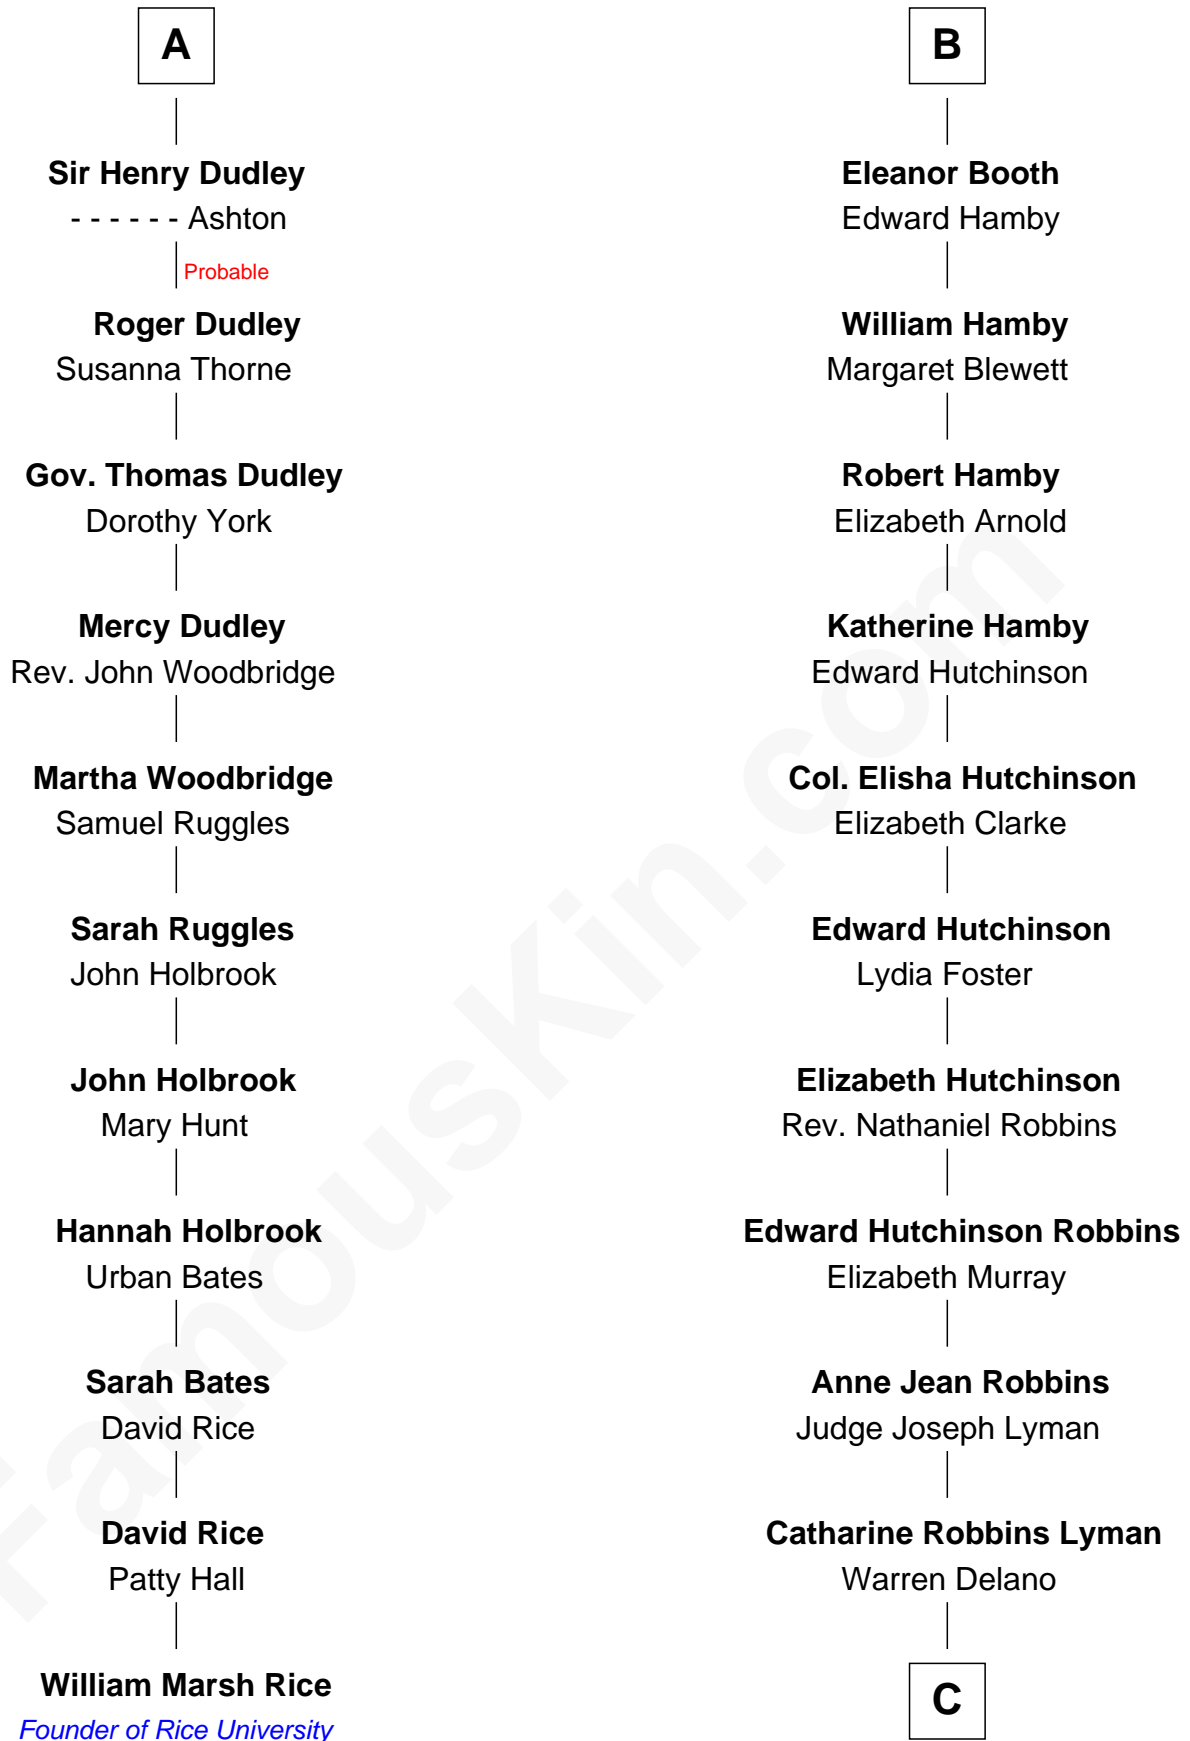 A
Sir Henry Dudley
- - - - - - Ashton
Probable
Roger Dudley
Susanna Thorne
Gov. Thomas Dudley
Dorothy York
Mercy Dudley
Rev. John Woodbridge
Martha Woodbridge
Samuel Ruggles
Sarah Ruggles
John Holbrook
John Holbrook
Mary Hunt
Hannah Holbrook
Urban Bates
Sarah Bates
David Rice
David Rice
Patty Hall
William Marsh Rice
Founder of Rice University
B
Eleanor Booth
Edward Hamby
William Hamby
Margaret Blewett
Robert Hamby
Elizabeth Arnold
Katherine Hamby
Edward Hutchinson
Col. Elisha Hutchinson
Elizabeth Clarke
Edward Hutchinson
Lydia Foster
Elizabeth Hutchinson
Rev. Nathaniel Robbins
Edward Hutchinson Robbins
Elizabeth Murray
Anne Jean Robbins
Judge Joseph Lyman
Catharine Robbins Lyman
Warren Delano
C
FamousKin.com